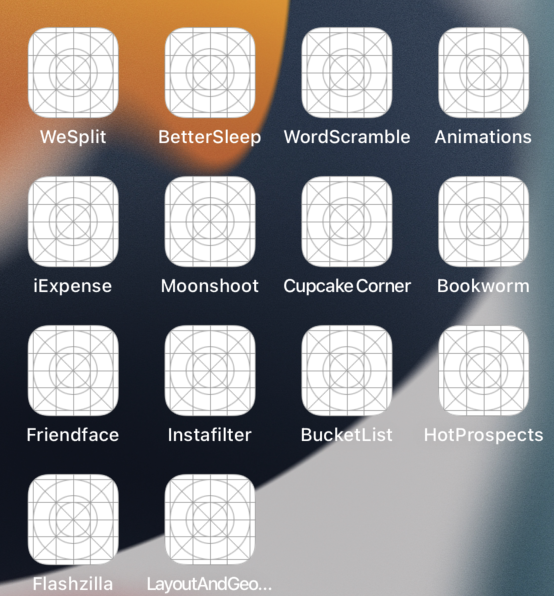 WeSplit
BetterSleep
WordScramble
Animations
iExpense
Moonshoot
Cupcake Corner
Bookworm
Friendface
Instafilter
BucketList
HotProspects
Flashzilla
LayoutAndGeo...